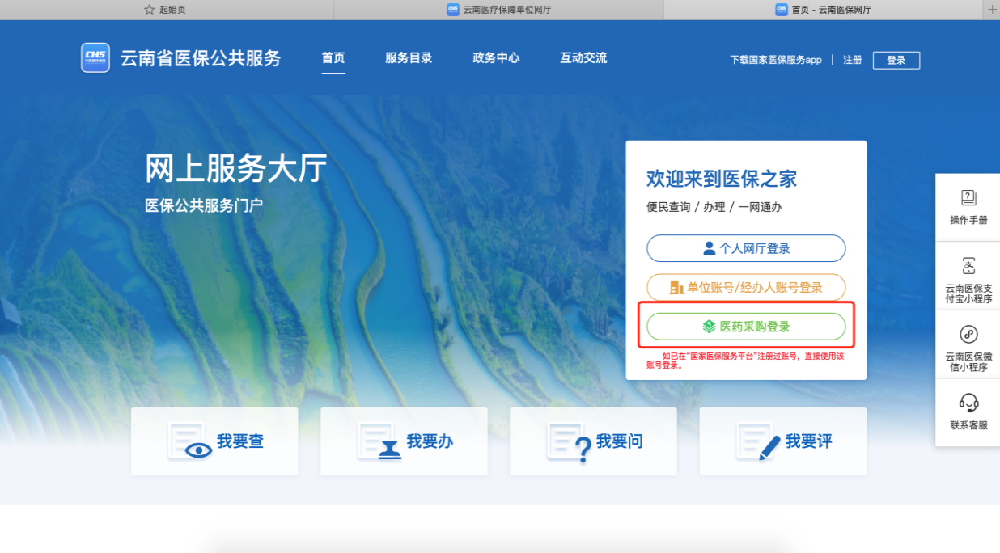 起始页
云南医疗保障单位网厅
首页 - 云南医保网厅
CHS
云南省医保公共服务
首页
服务目录
政务中心
互动交流
下载国家医保服务app
注册
登录
网上服务大厅
医保公共服务门户
欢迎来到医保之家
便民查询 / 办理 / 一网通办
个人网厅登录
单位账号/经办人账号登录
医药采购登录
如已在“国家医保服务平台”注册过账号，直接使用该
账号登录。
操作手册
云南医保支
付宝小程序
云南医保微
信小程序
联系客服
我要查
我要办
我要问
我要评